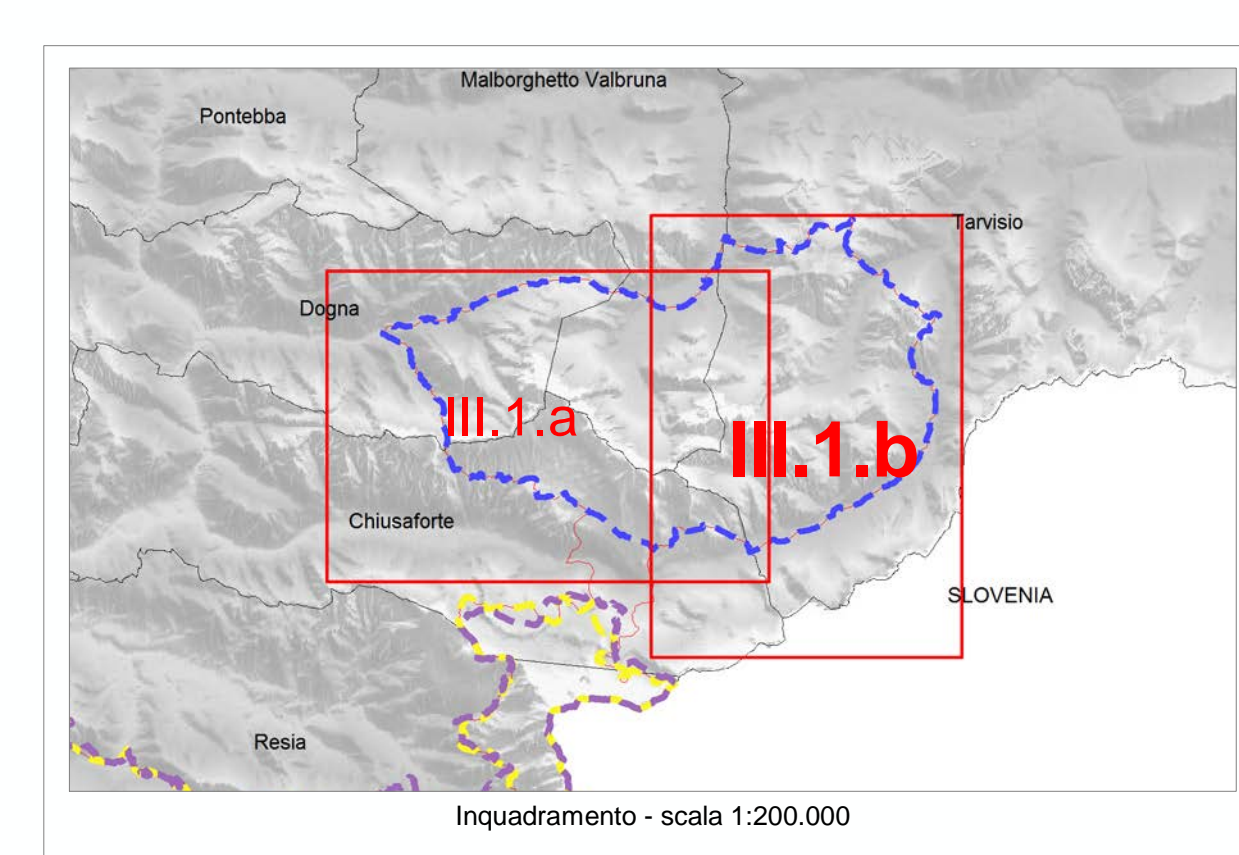 Malborghetto Valbruna
Pontebba
Tarvisio
Dogna
III.1.a
III.1.b
Chiusaforte
SLOVENIA
Resia
Inquadramento - scala 1:200.000